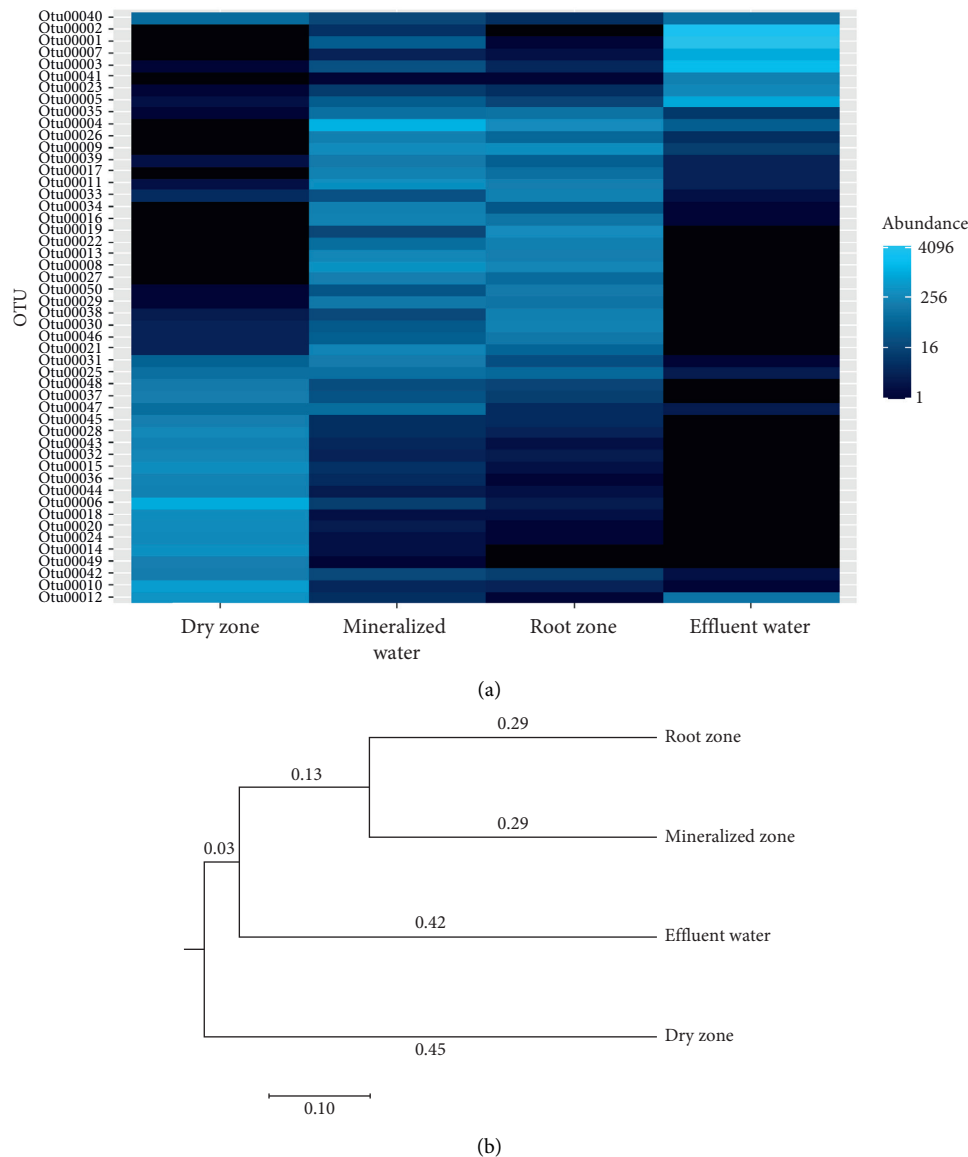 Otu00040
Otu00002
Otu00001
Otu00007
Otu00003
Otu00041
Otu00023
Otu00005
Otu00035
Otu00004
Otu00026
Otu00009
Otu00039
Otu00017
Otu00011
Otu00033
Otu00034
Otu00016
Otu00019
Otu00022
Otu00013
Otu00008
Otu00027
Otu00050
Otu00029
Otu00038
Otu00030
Otu00046
Otu00021
Otu00031
Otu00025
Otu00048
Otu00037
Otu00047
Otu00045
Otu00028
Otu00043
Otu00032
Otu00015
Otu00036
Otu00044
Otu00006
Otu00018
Otu00020
Otu00024
Otu00014
Otu00049
Otu00042
Otu00010
Otu00012
OTU
Dry zone
Mineralized
water
Root zone
Effluent water
Abundance
4096
256
16
1
(a)
0.29
Root zone
0.13
0.29
Mineralized zone
0.03
0.42
Effluent water
Dry zone
0.45
0.10
(b)